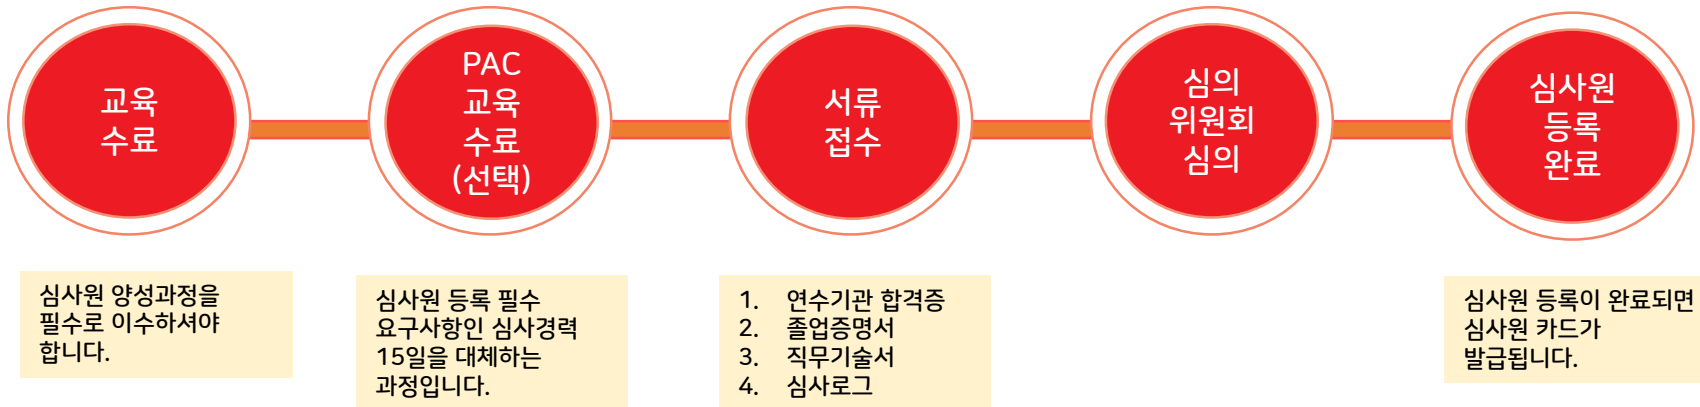 교육
수료
PAC
교육
수료
(선택)
서류
접수
심의
위원회
심의
심사원
등록
완료
심사원 양성과정을
필수로 이수하셔야
합니다.
심사원 등록 필수
요구사항인 심사경력
15일을 대체하는
과정입니다.
1. 연수기관 합격증
2. 졸업증명서
3. 직무기술서
4. 심사로그
심사원 등록이 완료되면
심사원 카드가
발급됩니다.